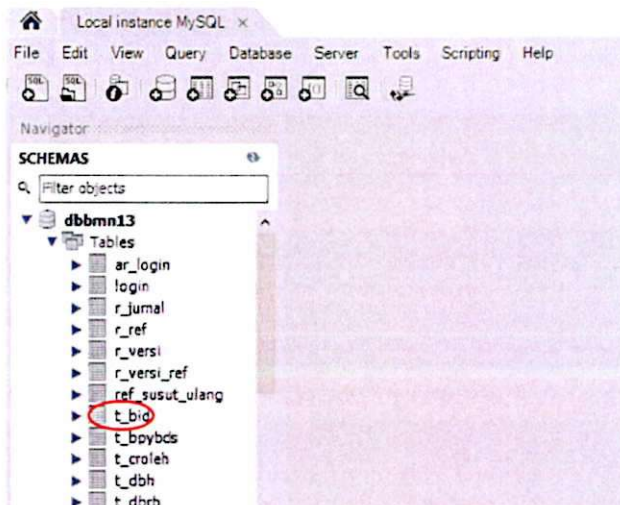 Local instance MySQL ×
File Edit View Query Database Server Tools Scripting Help
Navigator
SCHEMAS
Filter objects
dbbmn13
Tables
ar_login
login
r_jurnal
r_ref
r_versi
r_versi_ref
ref_susut_ulang
t_bid
t_bpybds
t_croleh
t_dbh